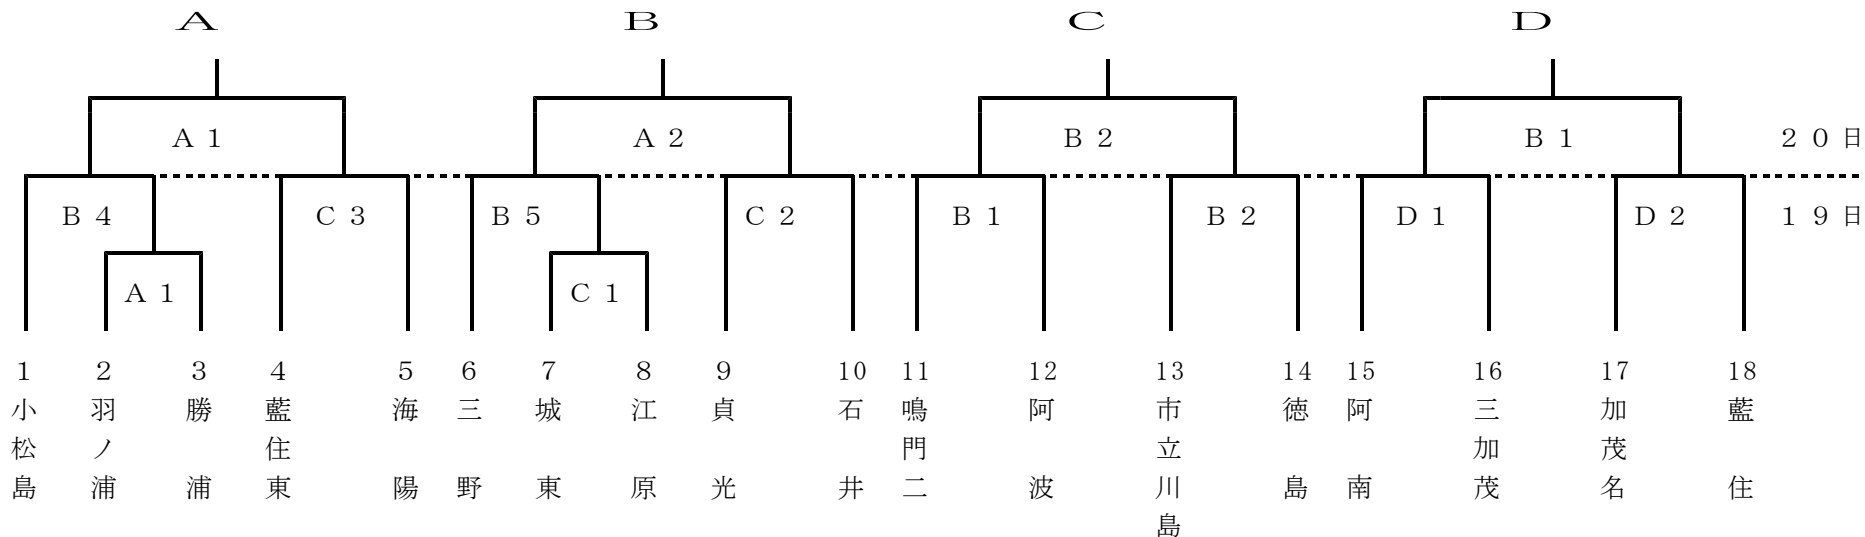 A B C D
A 1 A 2 B 2 B 1 ２０日
B 4 C 3 B 5 C 2 B 1 B 2 D 1 D 2 １９日
A 1 C 1
1 2 3 4 5 6 7 8 9 10 11 12 13 14 15 16 17 18
小松島
羽ノ浦
勝浦
藍住東
海陽
三野
城東
江原
貞光
石井
鳴門二
阿波
市立川島
徳島
阿南
三加茂
加茂名
藍住